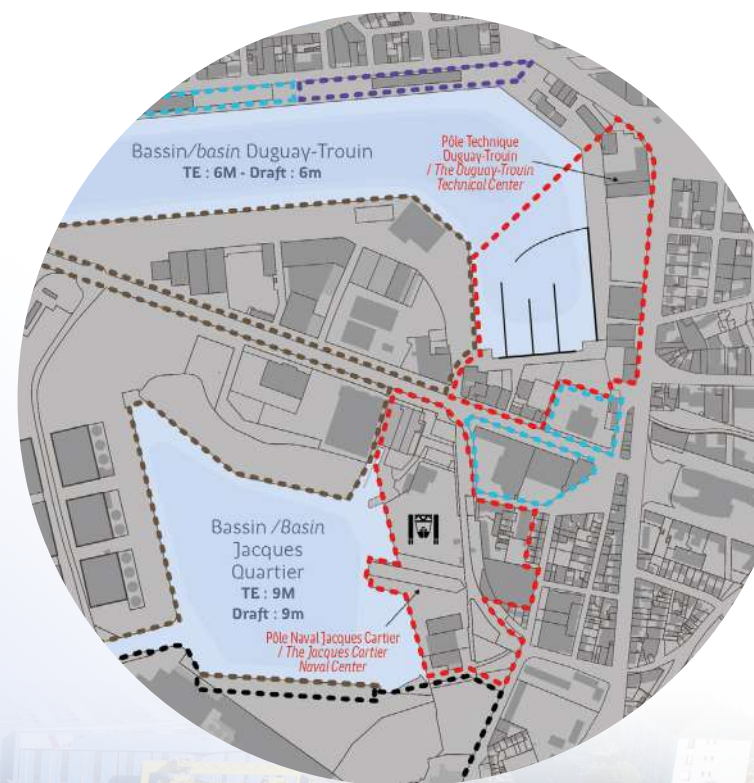 Bassin/basin Duguay-Trouin
TE : 6M - Draft : 6m
Pôle Technique
Duguay-Trouin
/ The Duguay-Trouin
Technical Center
Bassin /Basin
Jacques
Quartier
TE : 9M
Draft : 9m
Pôle Naval Jacques Cartier
/ The Jacques Cartier
Naval Center